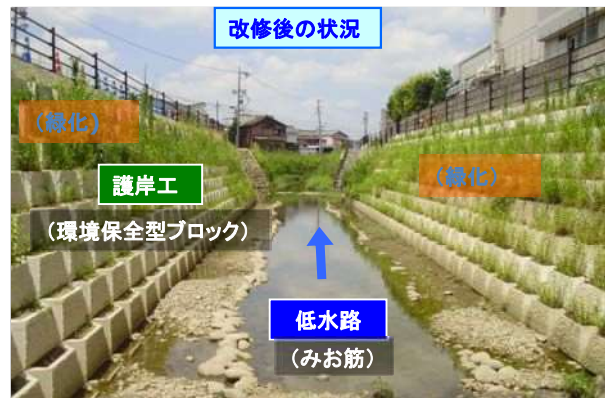 改修後の状況
(緑化)
(緑化)
護岸工
(環境保全型ブロック)
低水路
(みお筋)